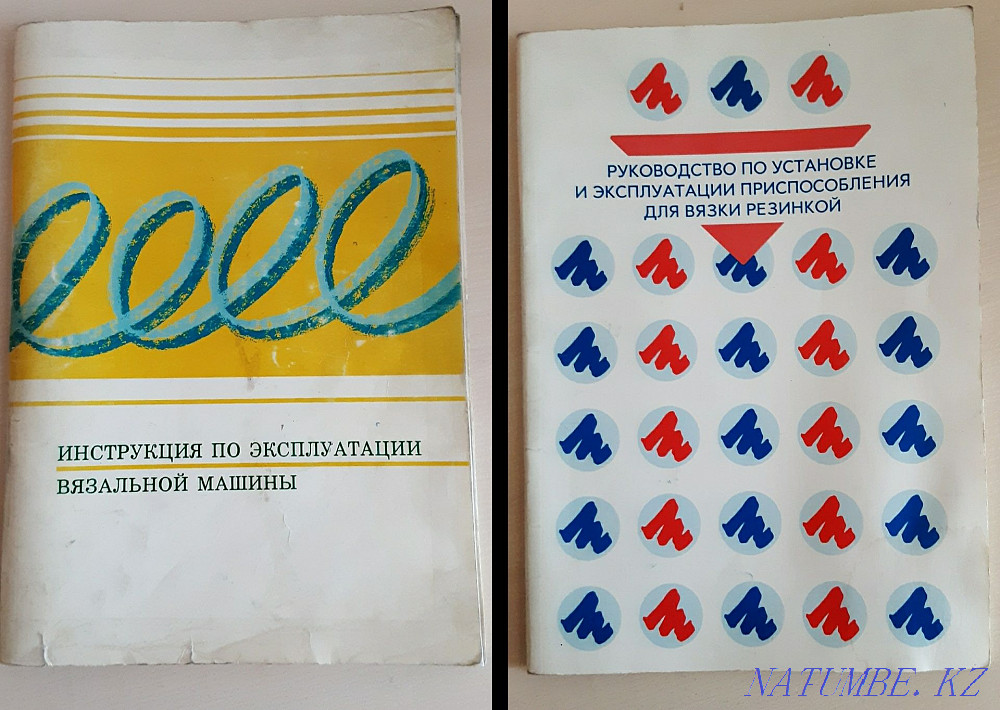 ИНСТРУКЦИЯ ПО ЭКСПЛУАТАЦИИ
ВЯЗАЛЬНОЙ МАШИНЫ
РУКОВОДСТВО ПО УСТАНОВКЕ
И ЭКСПЛУАТАЦИИ ПРИСПОСОБЛЕНИЯ
ДЛЯ ВЯЗКИ РЕЗИНКОЙ
NATUMBE.KZ